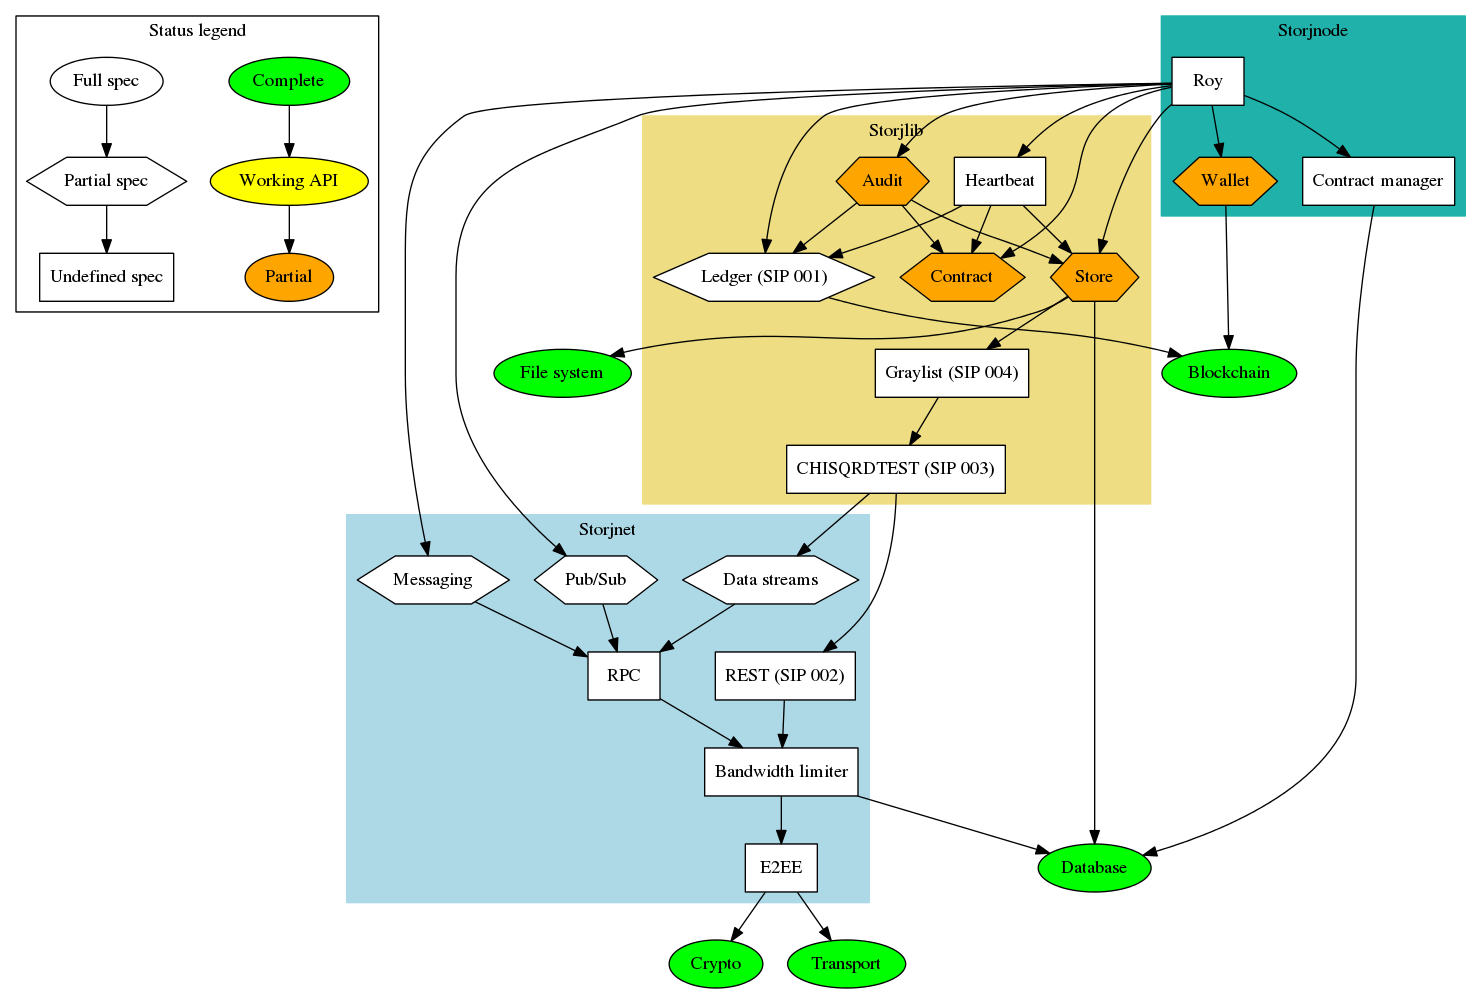 Status legend
Full spec
Complete
Partial spec
Working API
Undefined spec
Partial
Storjnode
Roy
Wallet
Contract manager
Storjlib
Audit
Heartbeat
Ledger (SIP 001)
Contract
Store
File system
Graylist (SIP 004)
Blockchain
CHISQRDTEST (SIP 003)
Storjnet
Messaging
Pub/Sub
Data streams
RPC
REST (SIP 002)
Bandwidth limiter
E2EE
Database
Crypto
Transport